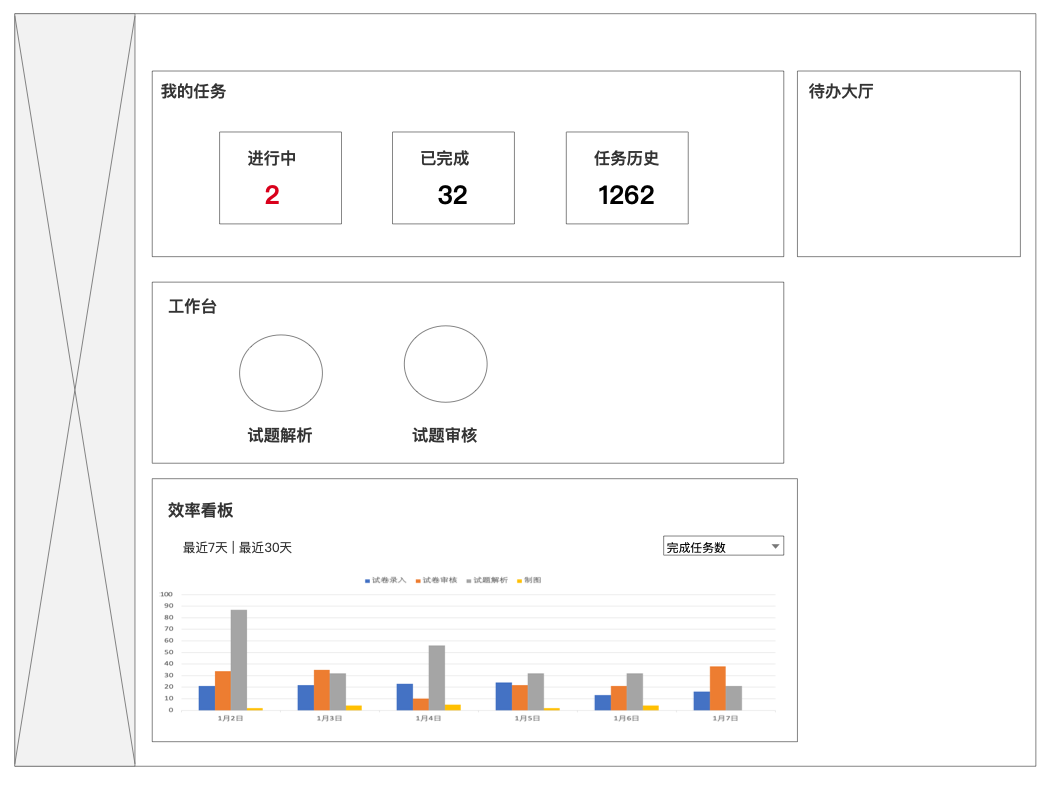 我的任务
待办大厅
进行中
已完成
任务历史
2
32
1262
工作台
试题解析
试题审核
效率看板
最近7天 | 最近30天
完成任务数
试卷录入 试卷审核 试题解析 制图
100
90
80
70
60
50
40
30
20
10
0
1月2日 1月3日 1月4日 1月5日 1月6日 1月7日